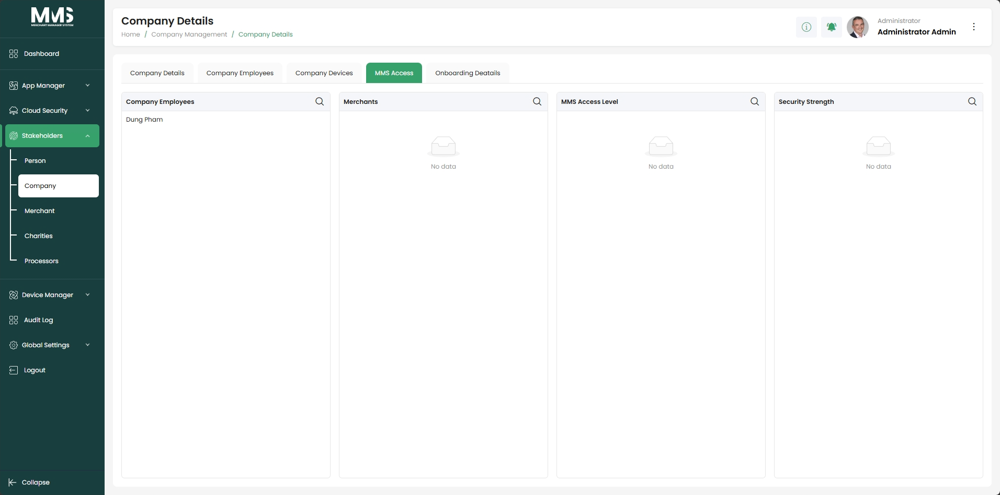 MMS
MERCHANT MANAGER SYSTEM
Dashboard
App Manager
Cloud Security
Stakeholders
Person
Company
Merchant
Charities
Processors
Device Manager
Audit Log
Global Settings
Logout
Collapse
Company Details
Home / Company Management / Company Details
Administrator
Administrator Admin
Company Details
Company Employees
Company Devices
MMS Access
Onboarding Deatails
Company Employees
Dung Pham
Merchants
No data
MMS Access Level
No data
Security Strength
No data